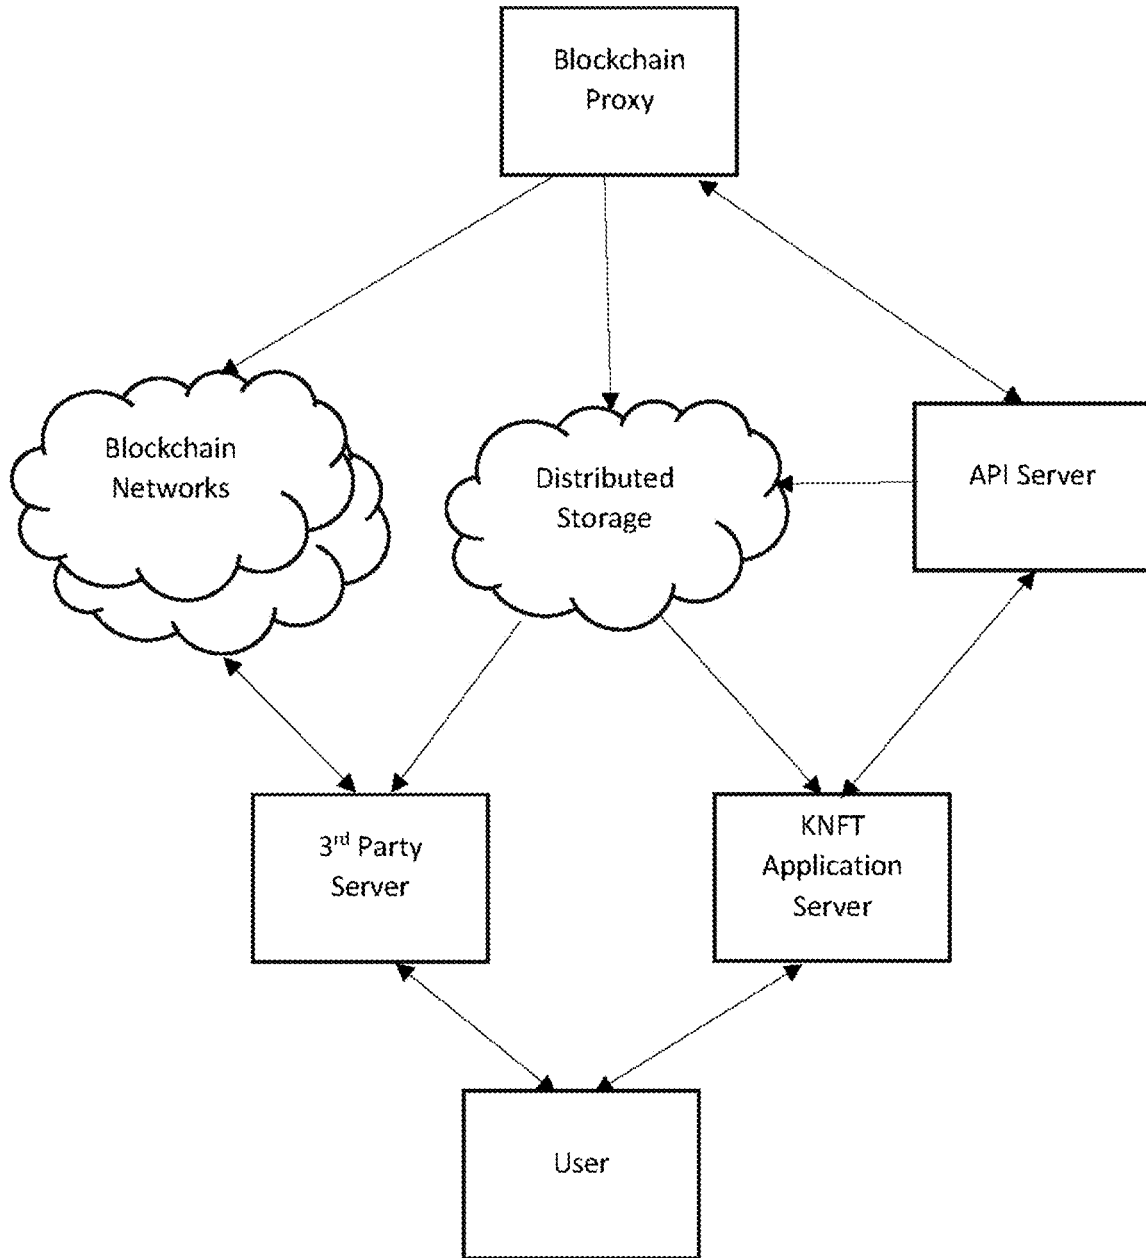 Blockchain
Proxy
Blockchain
Networks
Distributed
Storage
API Server
3rd Party
Server
KNFT
Application
Server
User